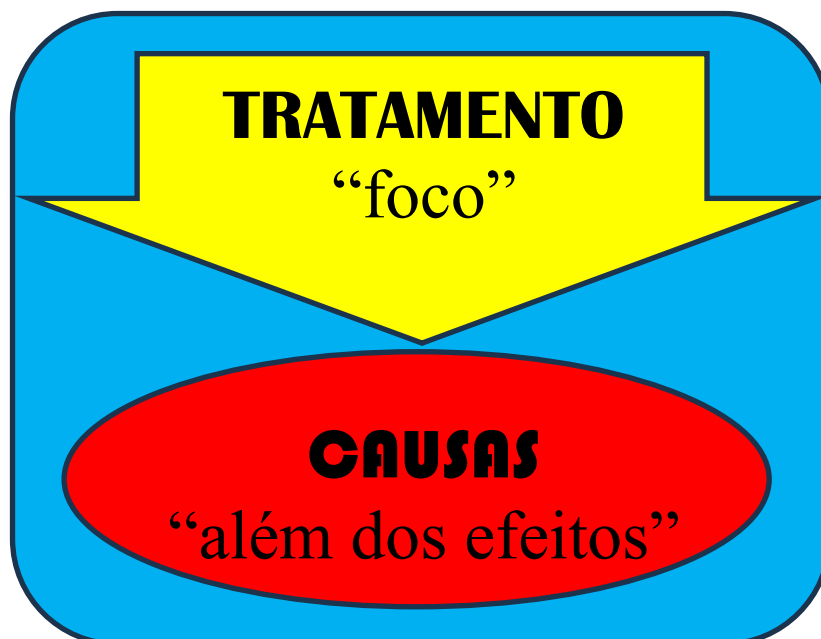 TRATAMENTO
“foco”
CAUSAS
“além dos efeitos”